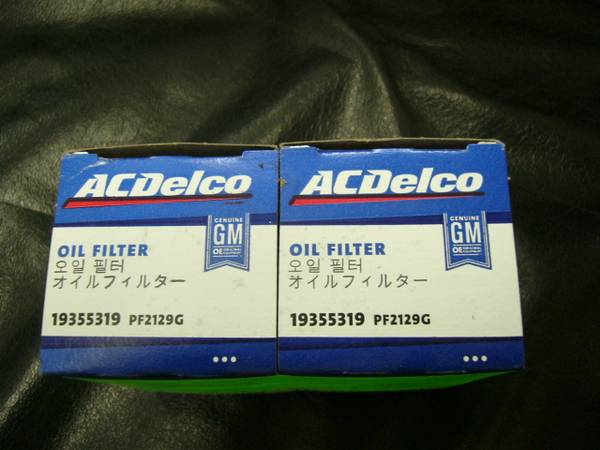 ACDelco
GENUINE
GM
OE
OIL FILTER
오일 필터
オイルフィルター
19355319 PF2129G
ACDelco
GENUINE
GM
OE
OIL FILTER
오일 필터
オイルフィルター
19355319 PF2129G